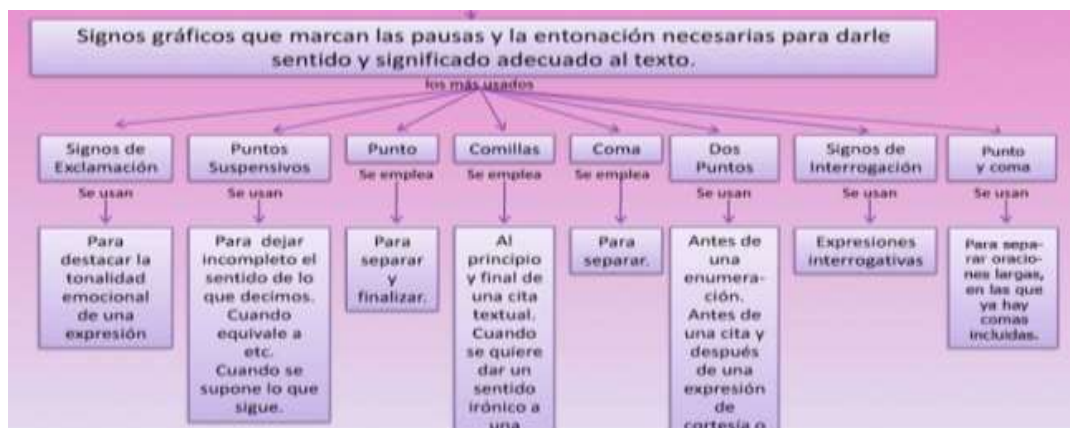 Signos gráficos que marcan las pausas y la entonación necesarias para darle
sentido y significado adecuado al texto.
los más usados
Signos de
Exclamación
Se usan
Para
destacar la
tonalidad
emocional
de una
expresión
Puntos
Suspensivos
Se usan
Para dejar
incompleto el
sentido de lo
que decimos.
Cuando
equivale a
etc.
Cuando se
supone lo que
sigue.
Punto
Se emplea
Para
separar
y
finalizar.
Comillas
Se emplea
Al
principio
y final de
una cita
textual.
Cuando
se quiere
dar un
sentido
irónico a
una
Coma
Se emplea
Para
separar.
Dos
Puntos
Se usan
Antes de
una
enumera-
ción.
Antes de
una cita y
después
de una
expresión
de
cortesía o
Signos de
Interrogación
Se usan
Expresiones
interrogativas
Punto
y coma
Se usan
Para sepa-
rar oracio-
nes largas,
en las que
ya hay
comas
incluidas.